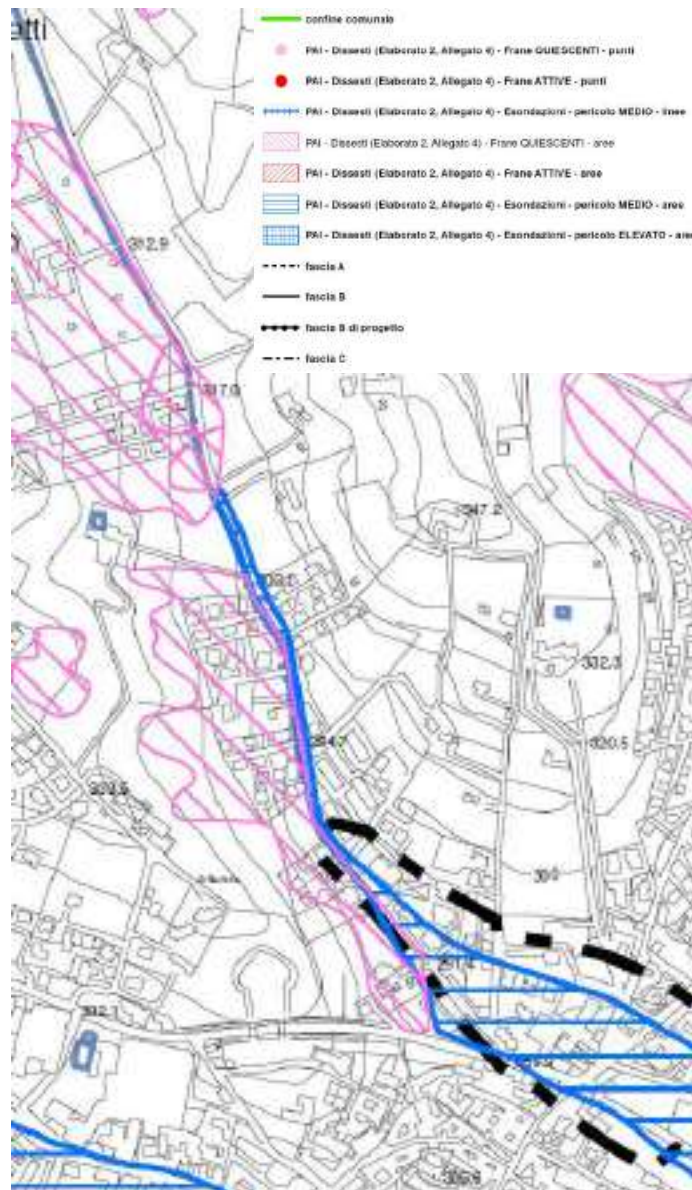 etti
confine comunale
PAI - Dissesti (Elaborato 2, Allegato 4) - Frane QUIESCENTI - punti
PAI - Dissesti (Elaborato 2, Allegato 4) - Frane ATTIVE - punti
PAI - Dissesti (Elaborato 2, Allegato 4) - Esondazioni - pericolo MEDIO - linee
PAI - Dissesti (Elaborato 2, Allegato 4) - Frane QUIESCENTI - aree
PAI - Dissesti (Elaborato 2, Allegato 4) - Frane ATTIVE - aree
PAI - Dissesti (Elaborato 2, Allegato 4) - Esondazioni - pericolo MEDIO - aree
PAI - Dissesti (Elaborato 2, Allegato 4) - Esondazioni - pericolo ELEVATO - aree
fascia A
fascia B
fascia B di progetto
fascia C
312.9
317.0
347.2
332.3
320.5